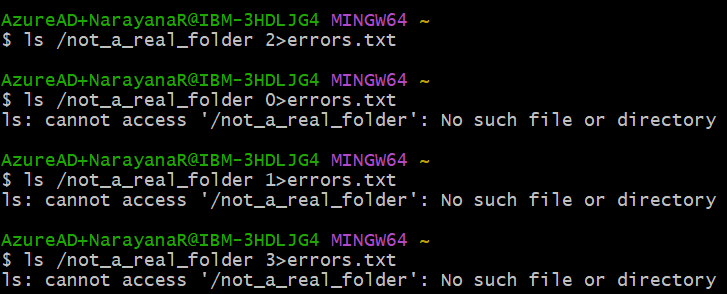 AzureAD+NarayanaR@IBM-3HDLJG4 MINGW64 ~
$ ls /not_a_real_folder 2>errors.txt
AzureAD+NarayanaR@IBM-3HDLJG4 MINGW64 ~
$ ls /not_a_real_folder 0>errors.txt
ls: cannot access '/not_a_real_folder': No such file or directory
AzureAD+NarayanaR@IBM-3HDLJG4 MINGW64 ~
$ ls /not_a_real_folder 1>errors.txt
ls: cannot access '/not_a_real_folder': No such file or directory
AzureAD+NarayanaR@IBM-3HDLJG4 MINGW64 ~
$ ls /not_a_real_folder 3>errors.txt
ls: cannot access '/not_a_real_folder': No such file or directory